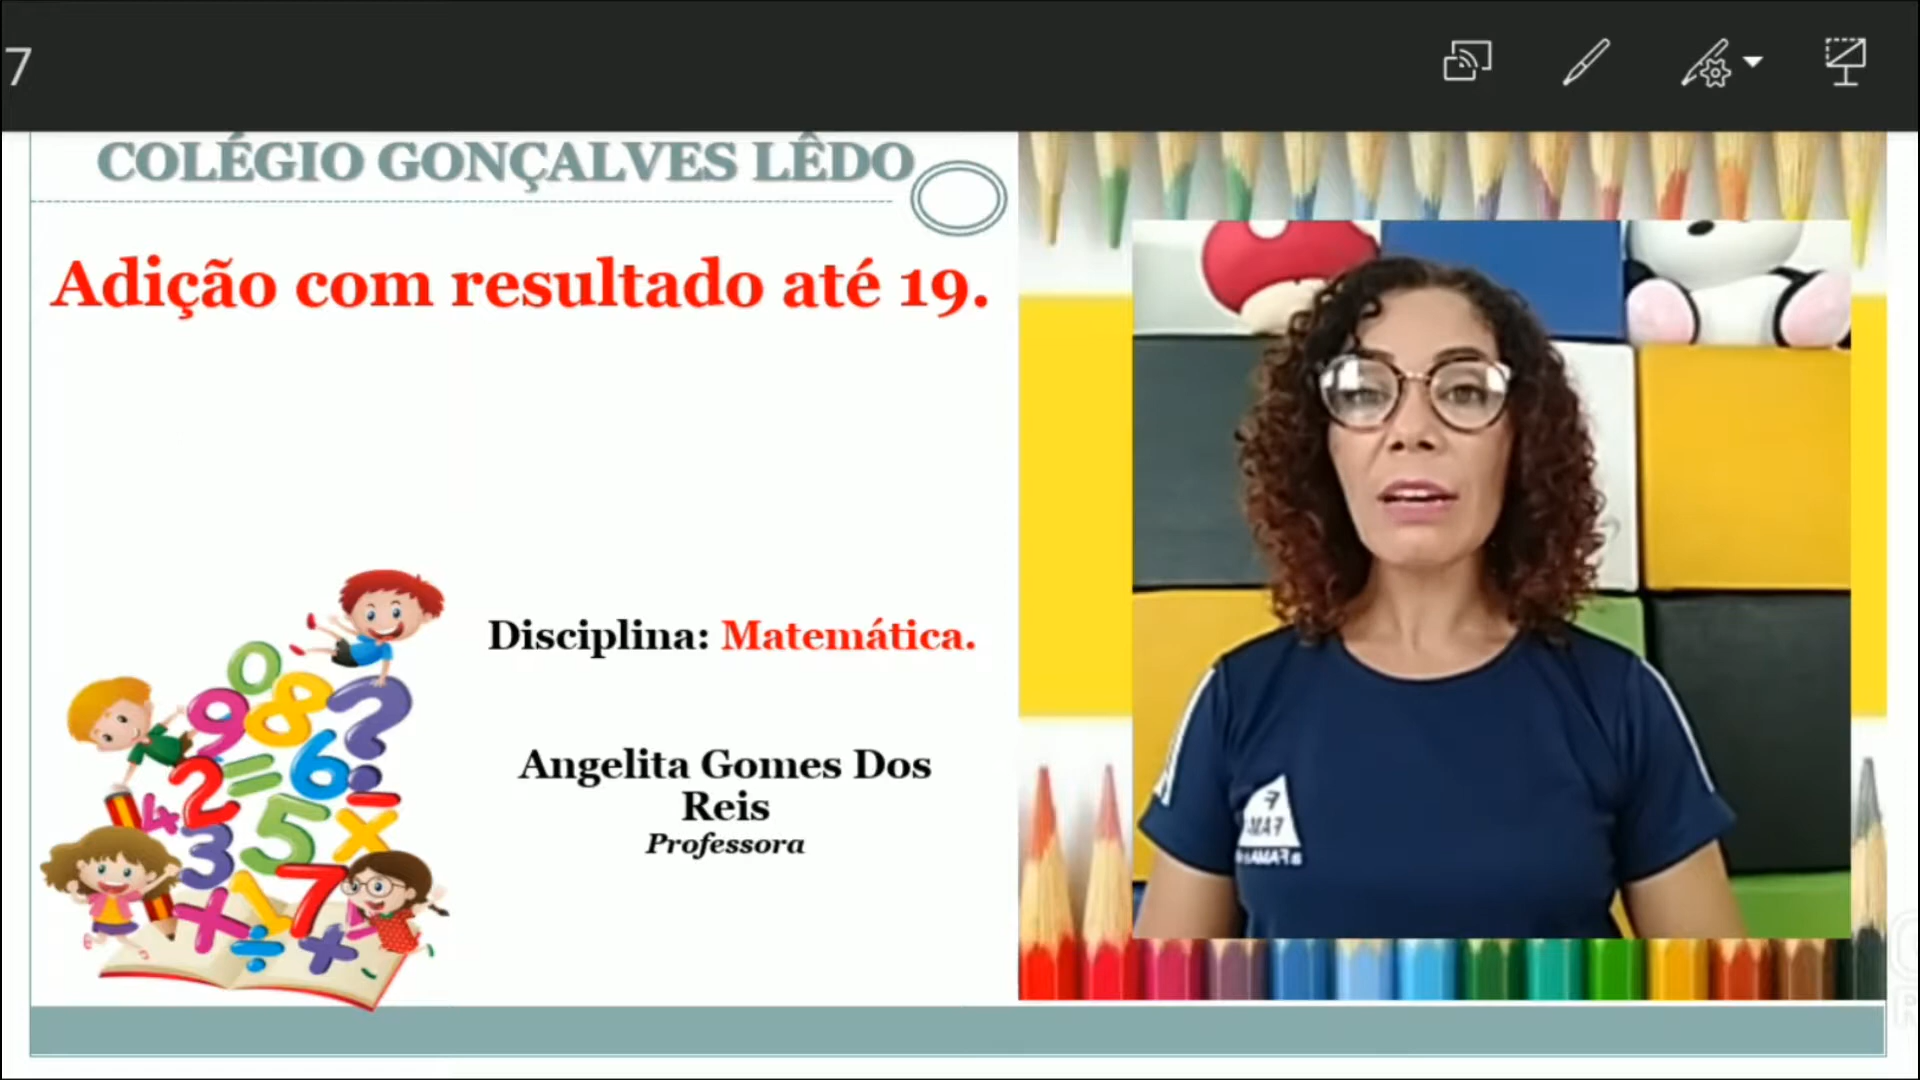 7
COLÉGIO GONÇALVES LÊDO
Adição com resultado até 19.
Disciplina: Matemática.
Angelita Gomes Dos
Reis
Professora